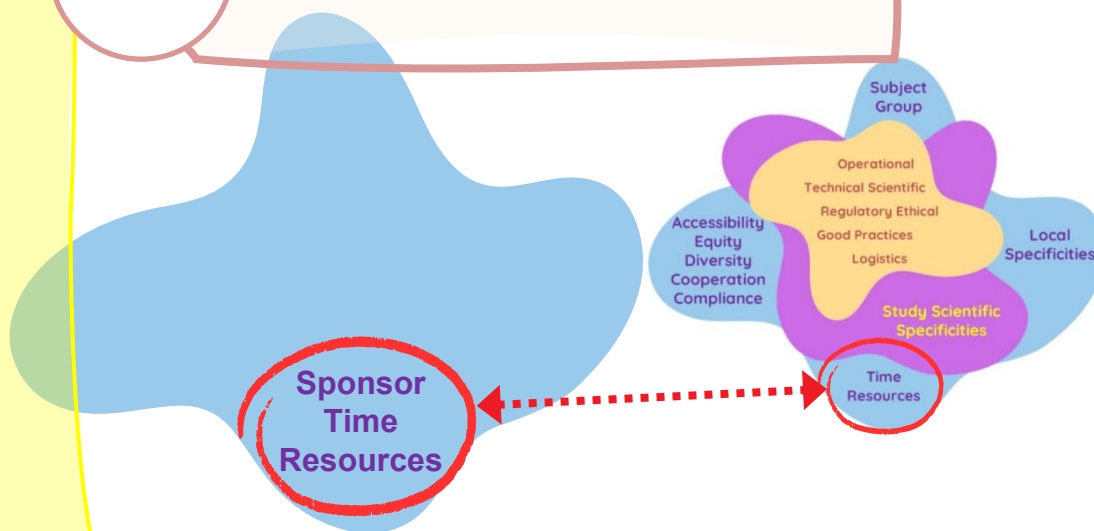 Sponsor
Time
Resources
Subject
Group
Operational
Technical Scientific
Regulatory Ethical
Good Practices
Logistics
Accessibility
Equity
Diversity
Cooperation
Compliance
Local
Specificities
Study Scientific
Specificities
Time
Resources